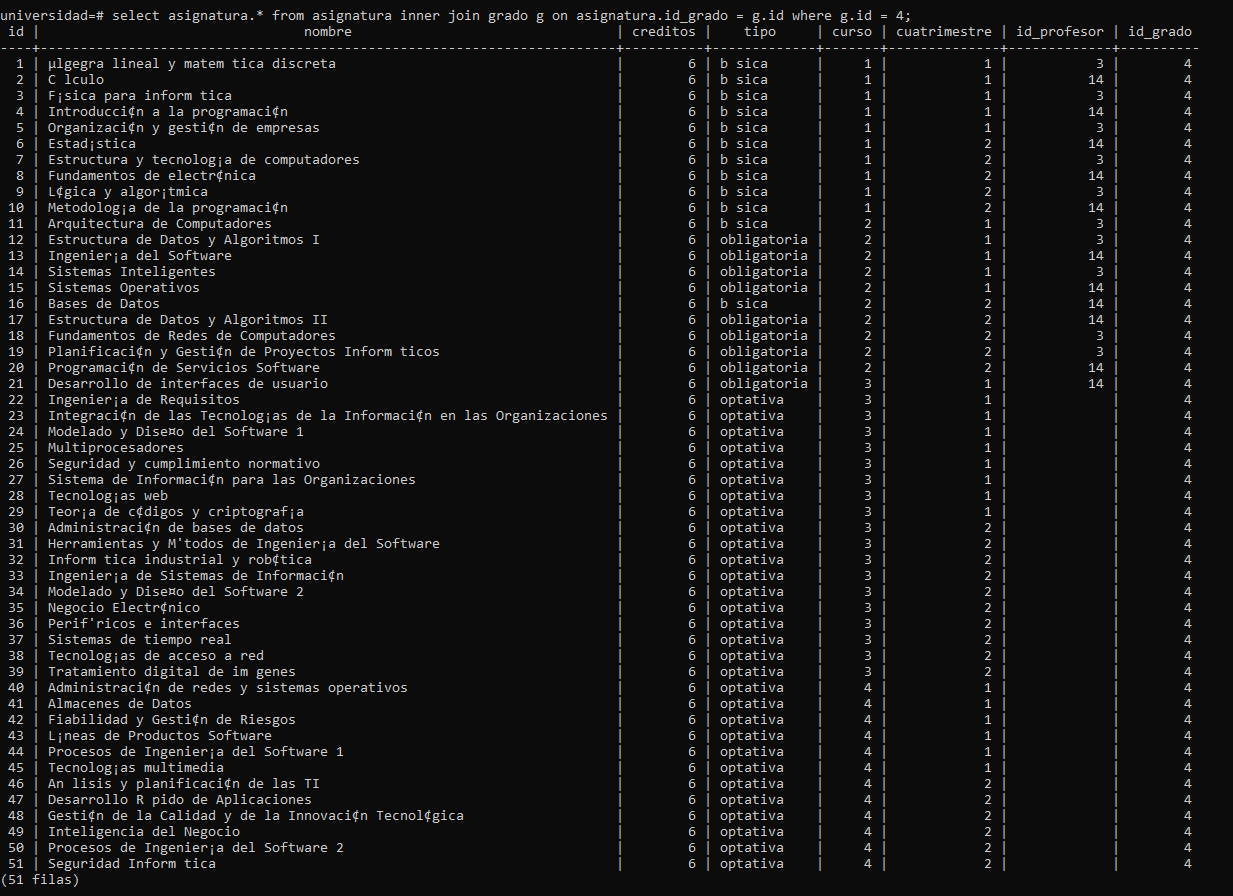 universidad=# select asignatura.* from asignatura inner join grado g on asignatura.id_grado = g.id where g.id = 4;
 id |                                 nombre                                 | creditos |    tipo     | curso | cuatrimestre | id_profesor | id_grado
----+------------------------------------------------------------------------+----------+-------------+-------+--------------+-------------+----------
  1 | µlgegra lineal y matem tica discreta | 6 | b sica | 1 | 1 | 3 | 4
  2 | C lculo | 6 | b sica | 1 | 1 | 14 | 4
  3 | F¡sica para inform tica | 6 | b sica | 1 | 1 | 3 | 4
  4 | Introducci¢n a la programaci¢n | 6 | b sica | 1 | 1 | 14 | 4
  5 | Organizaci¢n y gesti¢n de empresas | 6 | b sica | 1 | 1 | 3 | 4
  6 | Estad¡stica | 6 | b sica | 1 | 2 | 14 | 4
  7 | Estructura y tecnolog¡a de computadores | 6 | b sica | 1 | 2 | 3 | 4
  8 | Fundamentos de electr¢nica | 6 | b sica | 1 | 2 | 14 | 4
  9 | L¢gica y algor¡tmica | 6 | b sica | 1 | 2 | 3 | 4
 10 | Metodolog¡a de la programaci¢n | 6 | b sica | 1 | 2 | 14 | 4
 11 | Arquitectura de Computadores | 6 | b sica | 2 | 1 | 3 | 4
 12 | Estructura de Datos y Algoritmos I | 6 | obligatoria | 2 | 1 | 3 | 4
 13 | Ingenier¡a del Software | 6 | obligatoria | 2 | 1 | 14 | 4
 14 | Sistemas Inteligentes | 6 | obligatoria | 2 | 1 | 3 | 4
 15 | Sistemas Operativos | 6 | obligatoria | 2 | 1 | 14 | 4
 16 | Bases de Datos | 6 | b sica | 2 | 2 | 14 | 4
 17 | Estructura de Datos y Algoritmos II | 6 | obligatoria | 2 | 2 | 14 | 4
 18 | Fundamentos de Redes de Computadores | 6 | obligatoria | 2 | 2 | 3 | 4
 19 | Planificaci¢n y Gesti¢n de Proyectos Inform ticos | 6 | obligatoria | 2 | 2 | 3 | 4
 20 | Programaci¢n de Servicios Software | 6 | obligatoria | 2 | 2 | 14 | 4
 21 | Desarrollo de interfaces de usuario | 6 | obligatoria | 3 | 1 | 14 | 4
 22 | Ingenier¡a de Requisitos | 6 | optativa | 3 | 1 | | 4
 23 | Integraci¢n de las Tecnolog¡as de la Informaci¢n en las Organizaciones | 6 | optativa | 3 | 1 | | 4
 24 | Modelado y Dise¤o del Software 1 | 6 | optativa | 3 | 1 | | 4
 25 | Multiprocesadores | 6 | optativa | 3 | 1 | | 4
 26 | Seguridad y cumplimiento normativo | 6 | optativa | 3 | 1 | | 4
 27 | Sistema de Informaci¢n para las Organizaciones | 6 | optativa | 3 | 1 | | 4
 28 | Tecnolog¡as web | 6 | optativa | 3 | 1 | | 4
 29 | Teor¡a de c¢digos y criptograf¡a | 6 | optativa | 3 | 1 | | 4
 30 | Administraci¢n de bases de datos | 6 | optativa | 3 | 2 | | 4
 31 | Herramientas y M'todos de Ingenier¡a del Software | 6 | optativa | 3 | 2 | | 4
 32 | Inform tica industrial y rob¢tica | 6 | optativa | 3 | 2 | | 4
 33 | Ingenier¡a de Sistemas de Informaci¢n | 6 | optativa | 3 | 2 | | 4
 34 | Modelado y Dise¤o del Software 2 | 6 | optativa | 3 | 2 | | 4
 35 | Negocio Electr¢nico | 6 | optativa | 3 | 2 | | 4
 36 | Perif'ricos e interfaces | 6 | optativa | 3 | 2 | | 4
 37 | Sistemas de tiempo real | 6 | optativa | 3 | 2 | | 4
 38 | Tecnolog¡as de acceso a red | 6 | optativa | 3 | 2 | | 4
 39 | Tratamiento digital de im genes | 6 | optativa | 3 | 2 | | 4
 40 | Administraci¢n de redes y sistemas operativos | 6 | optativa | 4 | 1 | | 4
 41 | Almacenes de Datos | 6 | optativa | 4 | 1 | | 4
 42 | Fiabilidad y Gesti¢n de Riesgos | 6 | optativa | 4 | 1 | | 4
 43 | L¡neas de Productos Software | 6 | optativa | 4 | 1 | | 4
 44 | Procesos de Ingenier¡a del Software 1 | 6 | optativa | 4 | 1 | | 4
 45 | Tecnolog¡as multimedia | 6 | optativa | 4 | 1 | | 4
 46 | An lisis y planificaci¢n de las TI | 6 | optativa | 4 | 2 | | 4
 47 | Desarrollo R pido de Aplicaciones | 6 | optativa | 4 | 2 | | 4
 48 | Gesti¢n de la Calidad y de la Innovaci¢n Tecnol¢gica | 6 | optativa | 4 | 2 | | 4
 49 | Inteligencia del Negocio | 6 | optativa | 4 | 2 | | 4
 50 | Procesos de Ingenier¡a del Software 2 | 6 | optativa | 4 | 2 | | 4
 51 | Seguridad Inform tica | 6 | optativa | 4 | 2 | | 4
(51 filas)